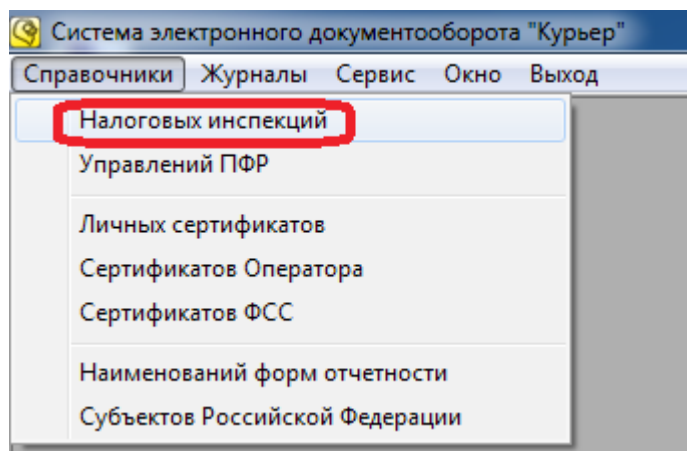 Система электронного документооборота "Курьер"
Справочники Журналы Сервис Окно Выход
Налоговых инспекций
Управлений ПФР
Личных сертификатов
Сертификатов Оператора
Сертификатов ФСС
Наименований форм отчетности
Субъектов Российской Федерации